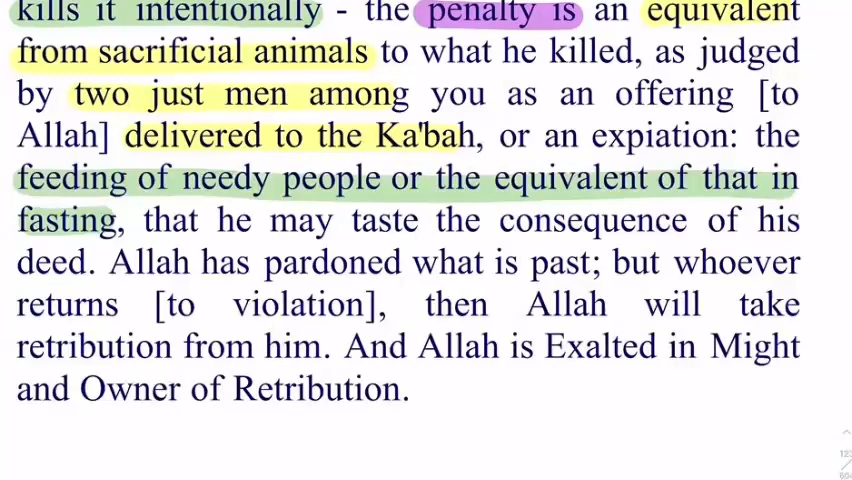 kills it intentionally - the penalty is an equivalent
from sacrificial animals to what he killed, as judged
by two just men among you as an offering [to
Allah] delivered to the Ka'bah, or an expiation: the
feeding of needy people or the equivalent of that in
fasting, that he may taste the consequence of his
deed. Allah has pardoned what is past; but whoever
returns [to violation], then Allah will take
retribution from him. And Allah is Exalted in Might
and Owner of Retribution.